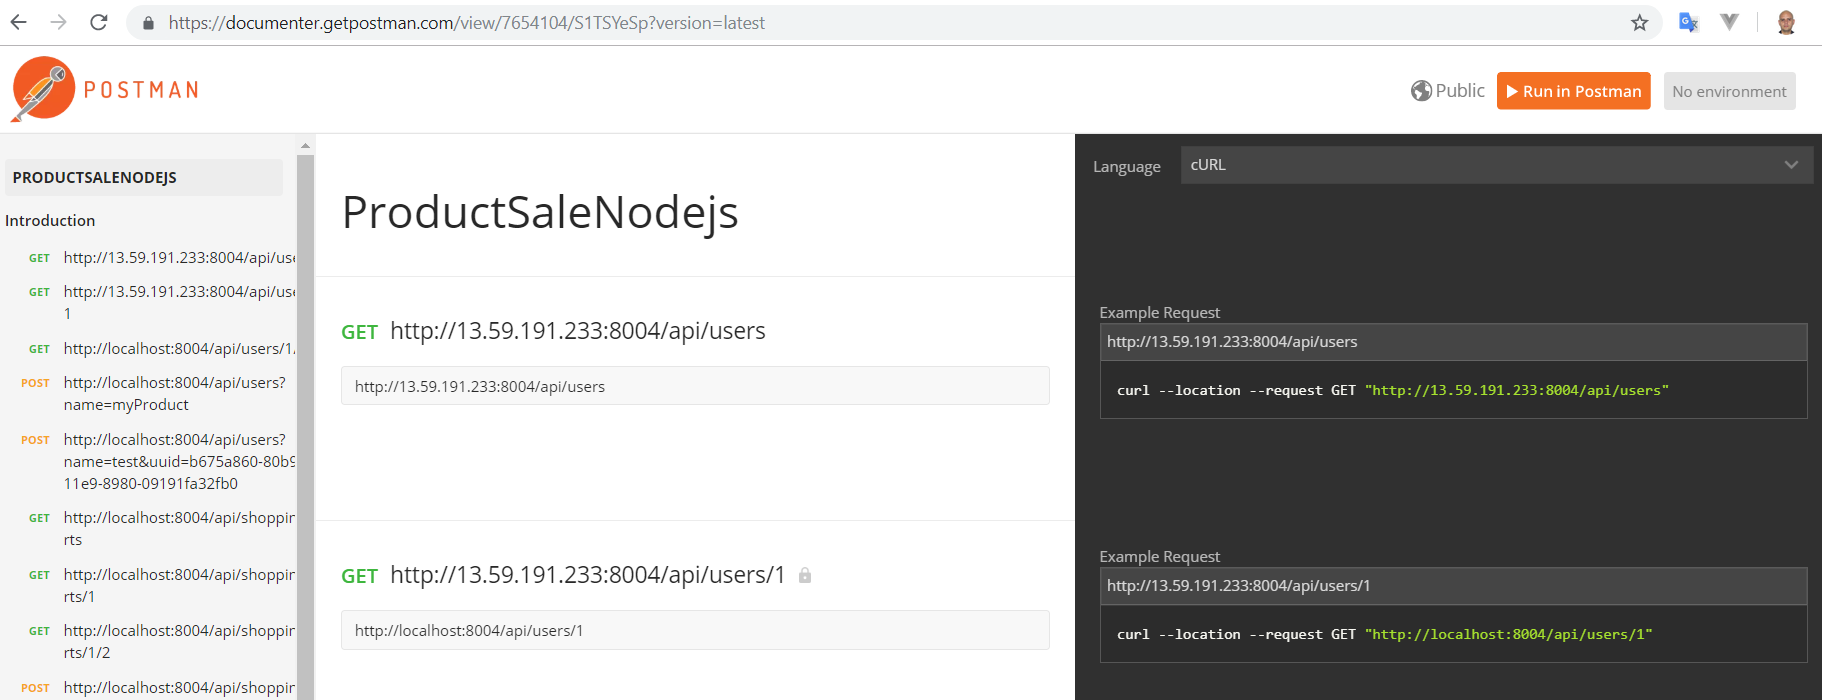 https://documenter.getpostman.com/view/7654104/S1TSYeSp?version=latest
POSTMAN
Public
Run in Postman
No environment
PRODUCTSALENODEJS
Introduction
GET http://13.59.191.233:8004/api/use
GET http://13.59.191.233:8004/api/use
1
GET http://localhost:8004/api/users/1/
POST http://localhost:8004/api/users?
name=myProduct
POST http://localhost:8004/api/users?
name=test&uuid=b675a860-80b9
11e9-8980-09191fa32fb0
GET http://localhost:8004/api/shoppin
rts
GET http://localhost:8004/api/shoppin
rts/1
GET http://localhost:8004/api/shoppin
rts/1/2
POST http://localhost:8004/api/shoppin
ProductSaleNodejs
GET http://13.59.191.233:8004/api/users
http://13.59.191.233:8004/api/users
GET http://13.59.191.233:8004/api/users/1
http://localhost:8004/api/users/1
Language cURL
Example Request
http://13.59.191.233:8004/api/users
curl --location --request GET "http://13.59.191.233:8004/api/users"
Example Request
http://13.59.191.233:8004/api/users/1
curl --location --request GET "http://localhost:8004/api/users/1"